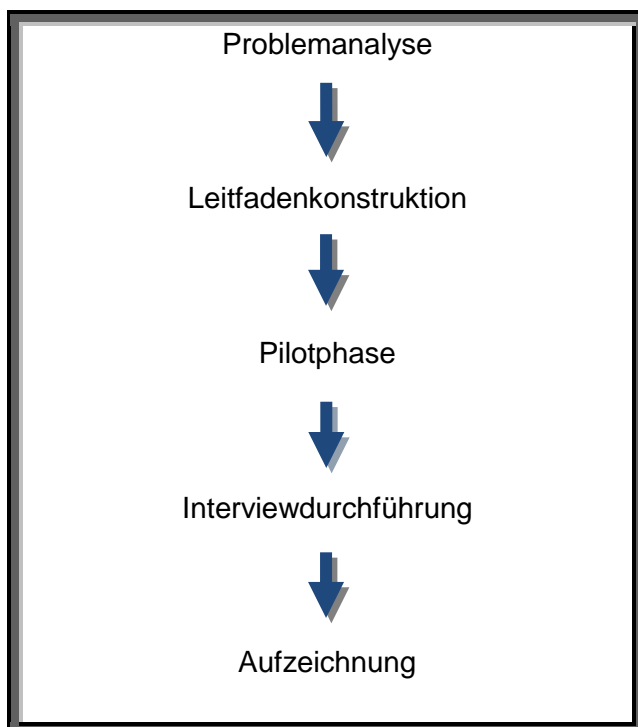 Problemanalyse
Leitfadenkonstruktion
Pilotphase
Interviewdurchführung
Aufzeichnung